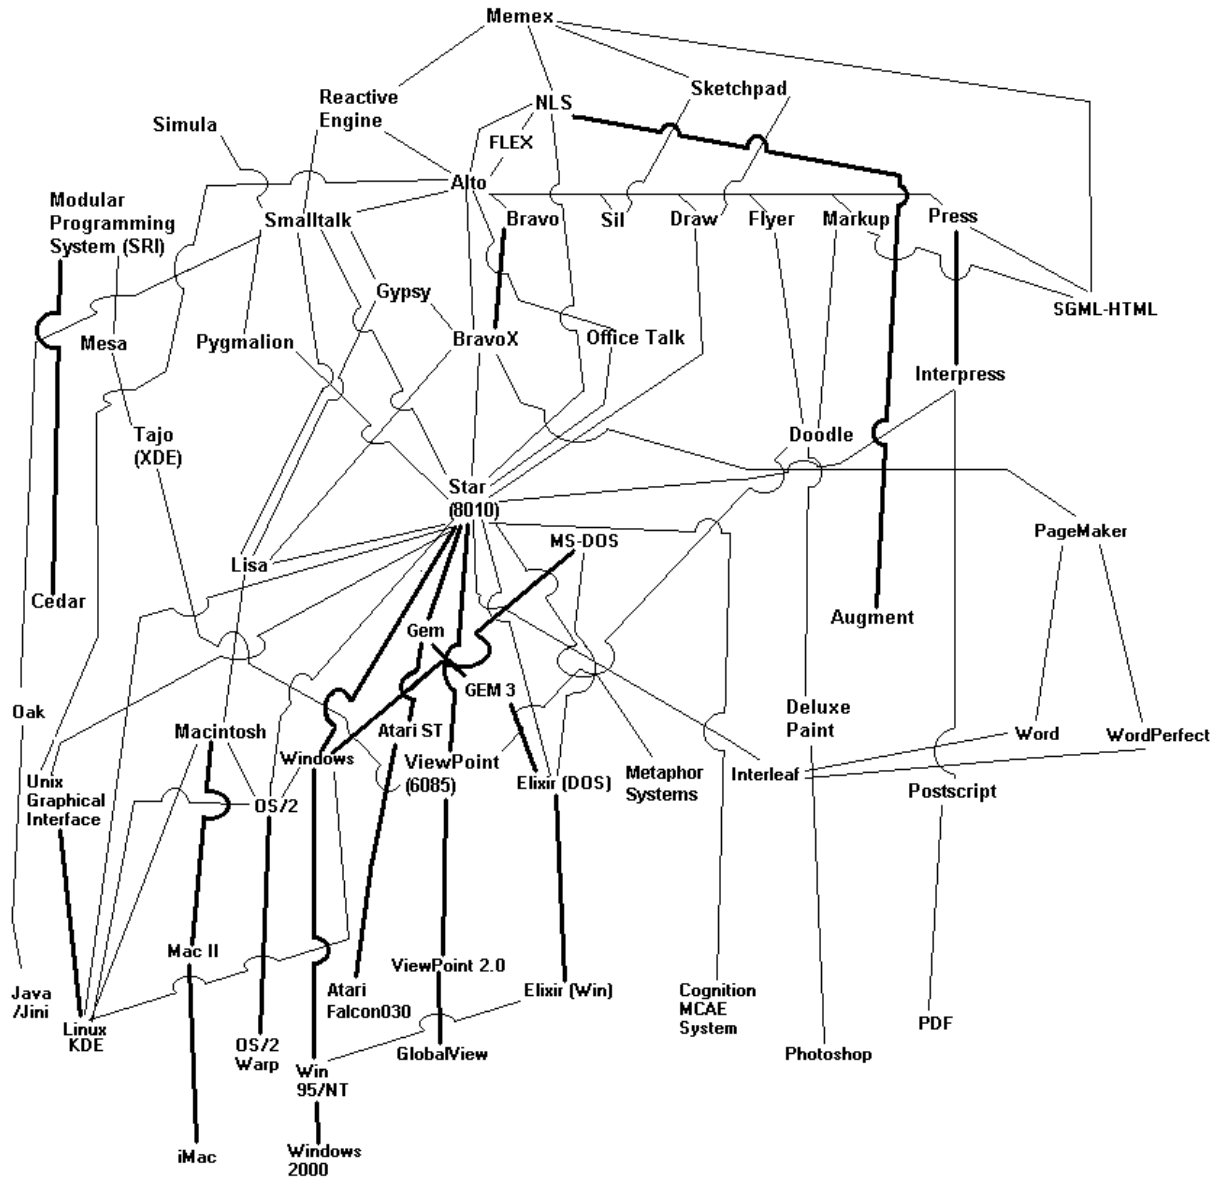 Memex
Sketchpad
Reactive
Engine
NLS
Simula
FLEX
Alto
Modular
Programming
System (SRI)
Smalltalk
Bravo
Sil
Draw
Flyer
Markup
Press
Gypsy
SGML-HTML
Mesa
Pygmalion
BravoX
Office Talk
Interpress
Tajo
(XDE)
Doodle
Star
(8010)
PageMaker
MS-DOS
Lisa
Cedar
Augment
Gem
GEM 3
Oak
Deluxe
Paint
Macintosh
Atari ST
Word
WordPerfect
Windows
ViewPoint
(6085)
Elixir (DOS)
Metaphor
Systems
Interleaf
Postscript
Unix
Graphical
Interface
OS/2
Mac II
ViewPoint 2.0
Java
/Jini
Linux
KDE
Atari
Falcon030
Elixir (Win)
Cognition
MCAE
System
PDF
OS/2
Warp
Win
95/NT
GlobalView
Photoshop
iMac
Windows
2000